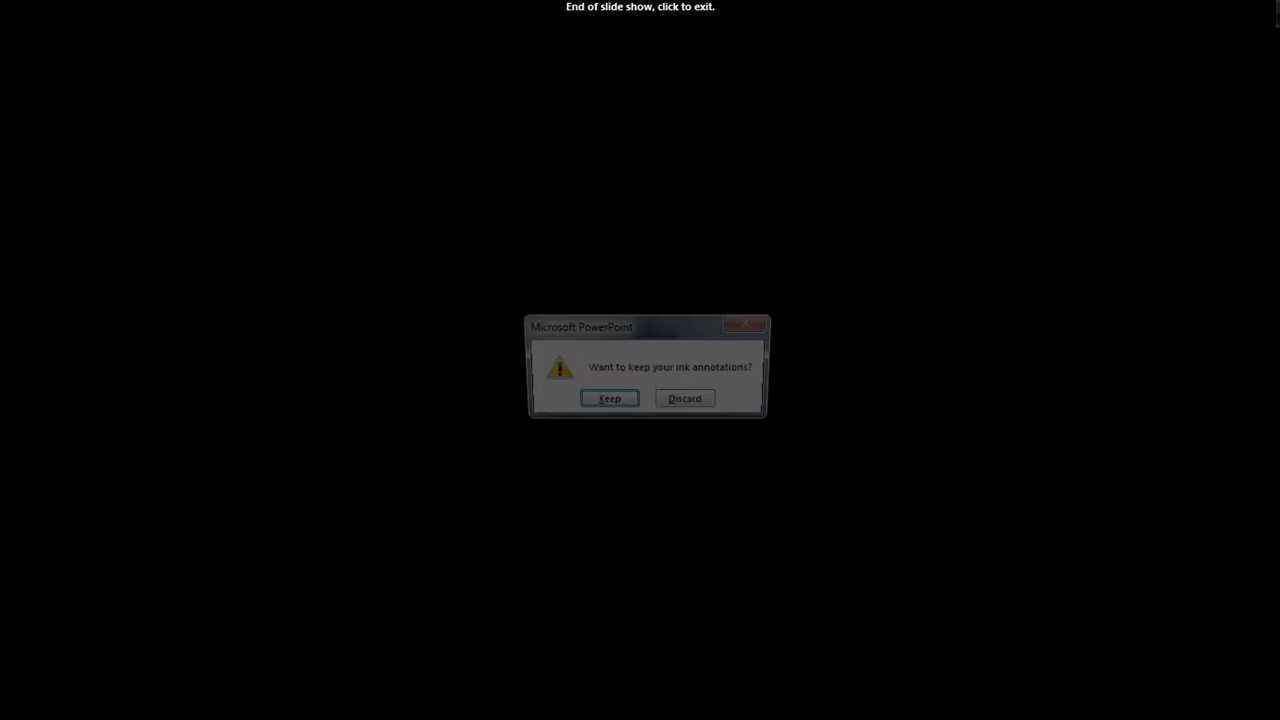 End of slide show, click to exit.
Microsoft PowerPoint
Want to keep your ink annotations?
Keep
Discard